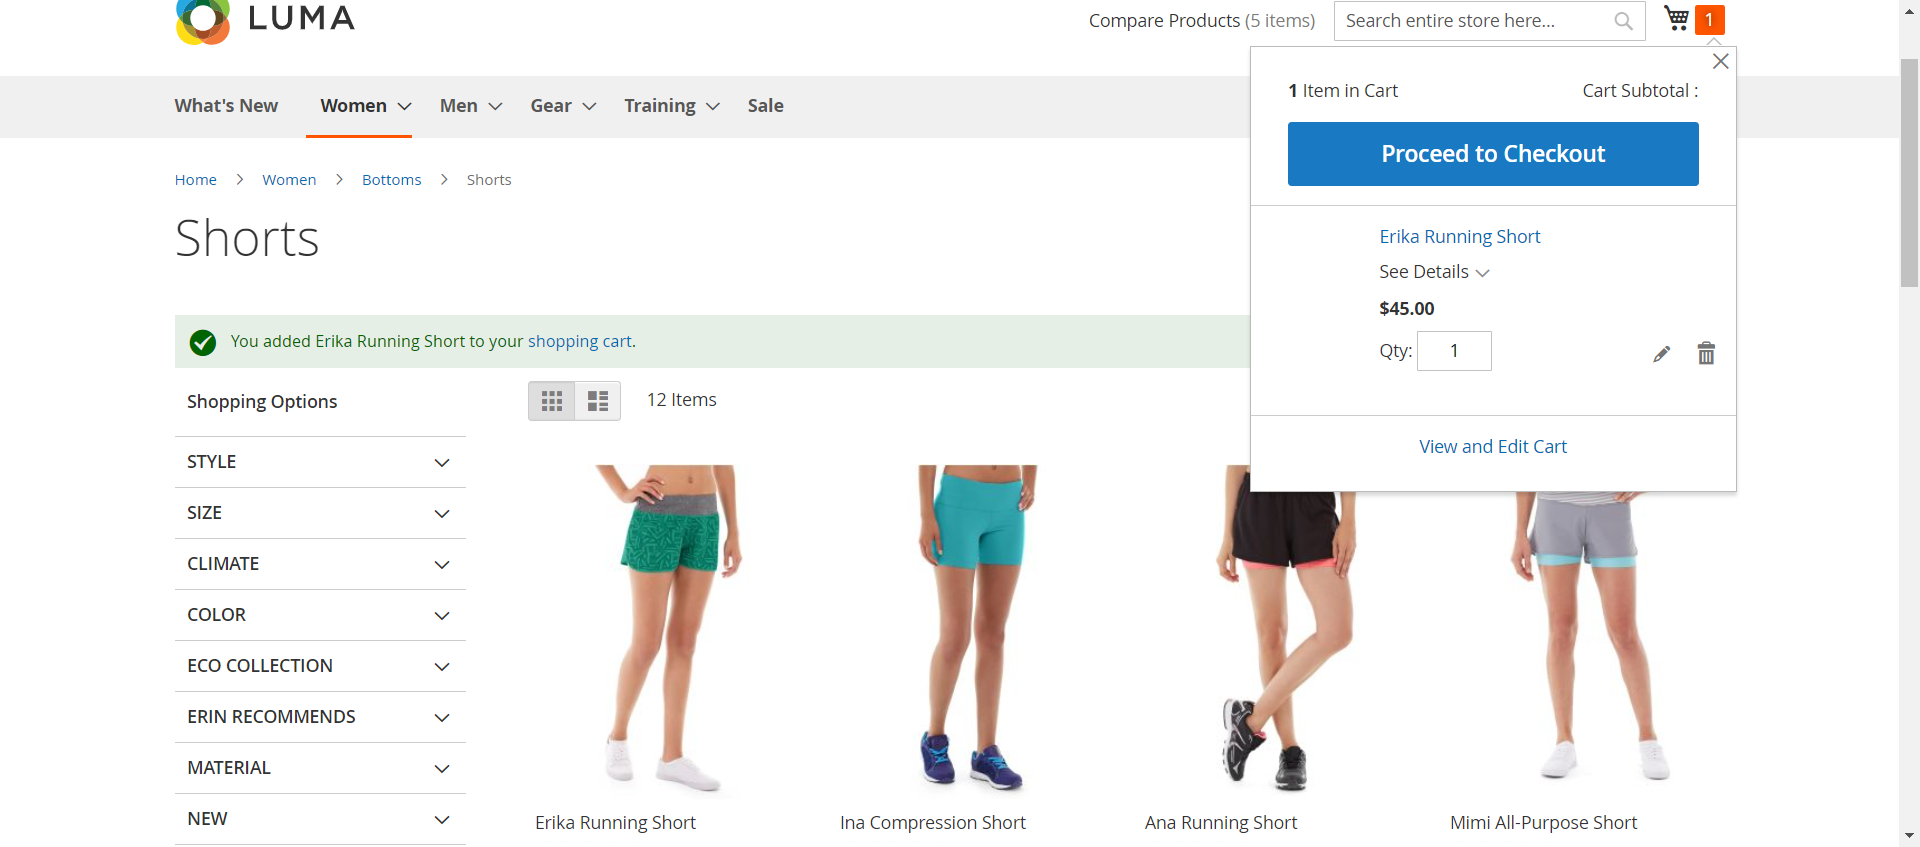 LUMA
Compare Products (5 items)
Search entire store here...
1
What's New
Women
Men
Gear
Training
Sale
1 Item in Cart
Cart Subtotal :
Proceed to Checkout
Erika Running Short
See Details
$45.00
Qty: 1
View and Edit Cart
Home > Women > Bottoms > Shorts
Shorts
You added Erika Running Short to your shopping cart.
Shopping Options
STYLE
SIZE
CLIMATE
COLOR
ECO COLLECTION
ERIN RECOMMENDS
MATERIAL
NEW
12 Items
Erika Running Short
Ina Compression Short
Ana Running Short
Mimi All-Purpose Short